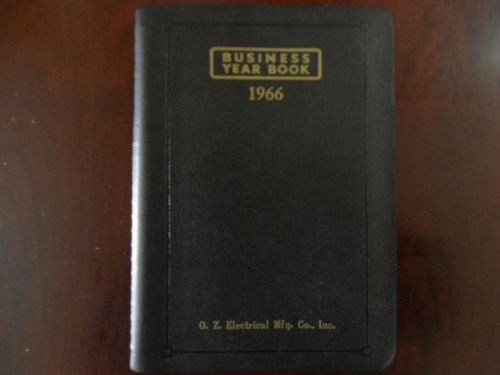 BUSINESS
YEAR BOOK
1966
O. Z. Electrical Mfg. Co., Inc.